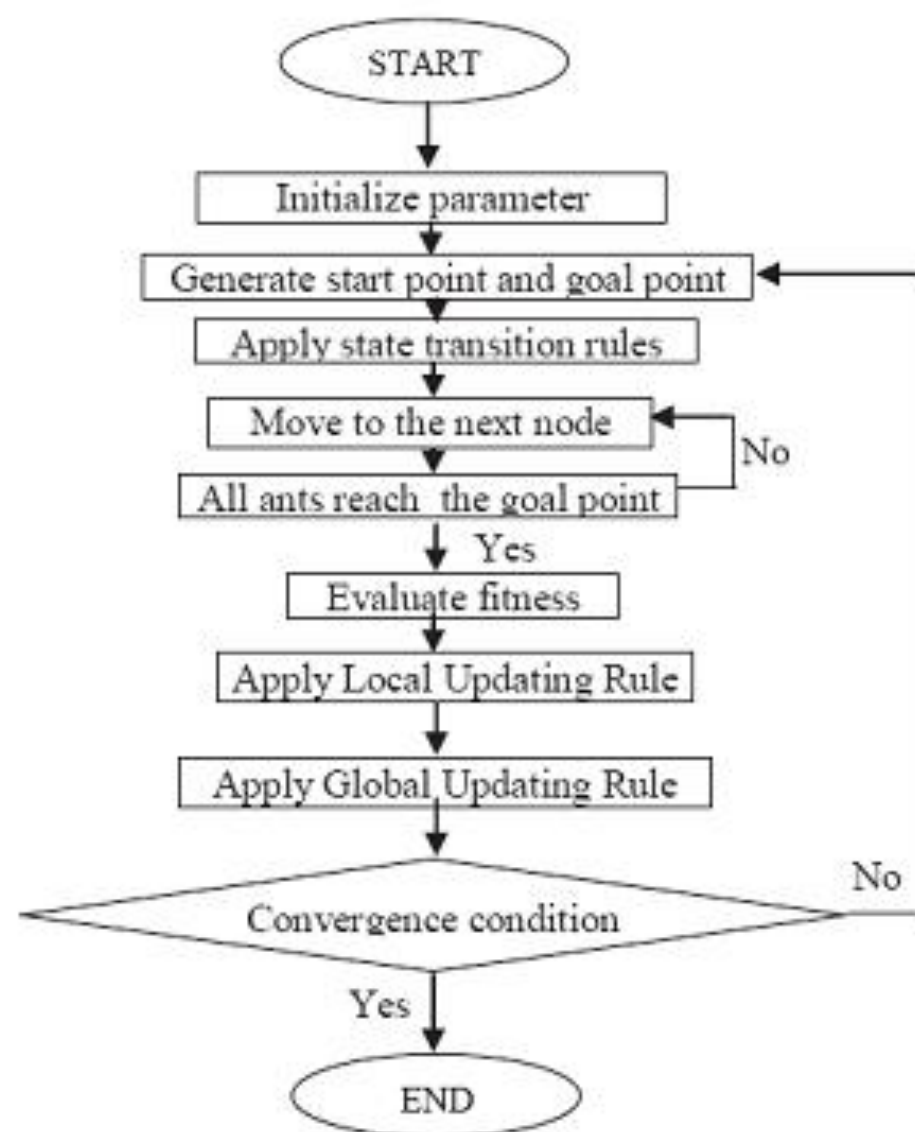 START
Initialize parameter
Generate start point and goal point
Apply state transition rules
Move to the next node
No
All ants reach the goal point
Yes
Evaluate fitness
Apply Local Updating Rule
Apply Global Updating Rule
No
Convergence condition
Yes
END